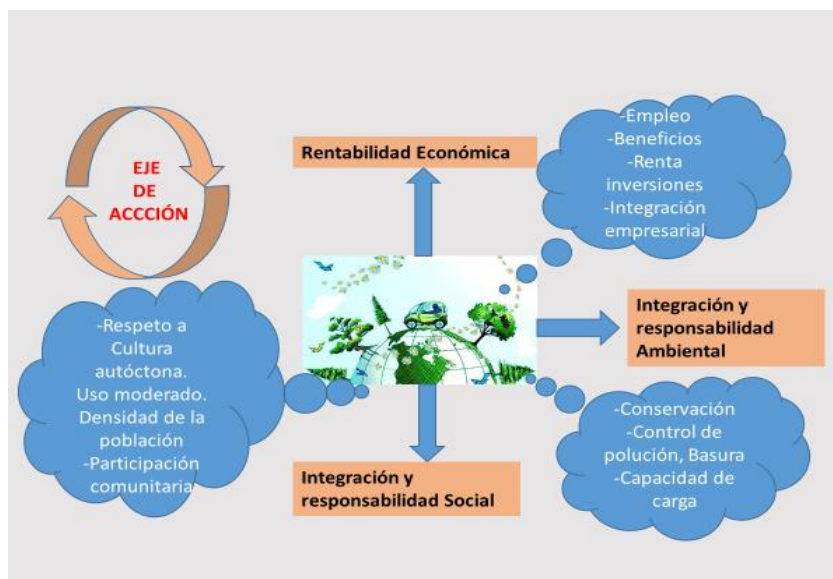 EJE
DE
ACCCIÓN
Rentabilidad Económica
-Empleo
-Beneficios
-Renta
inversiones
-Integración
empresarial
Integración y
responsabilidad
Ambiental
-Respeto a
Cultura
autóctona.
Uso moderado.
Densidad de la
población
-Participación
comunitaria
Integración y
responsabilidad Social
-Conservación
-Control de
polución, Basura
-Capacidad de
carga